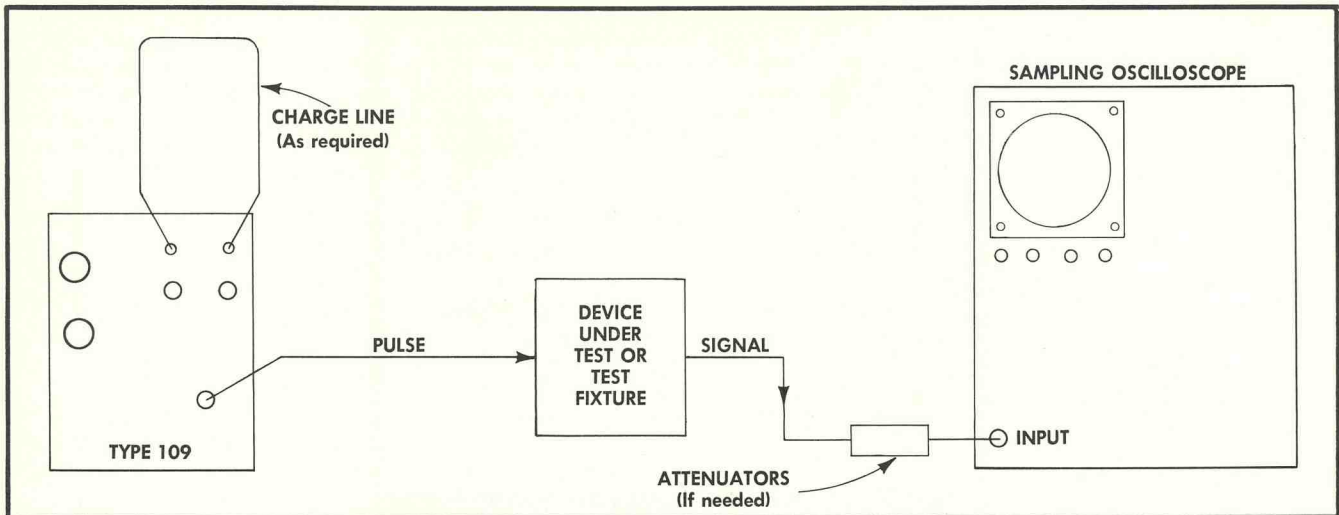 SAMPLING OSCILLOSCOPE
CHARGE LINE
(As required)
DEVICE
UNDER
TEST OR
TEST
FIXTURE
PULSE
SIGNAL
TYPE 109
INPUT
ATTENUATORS
(If needed)